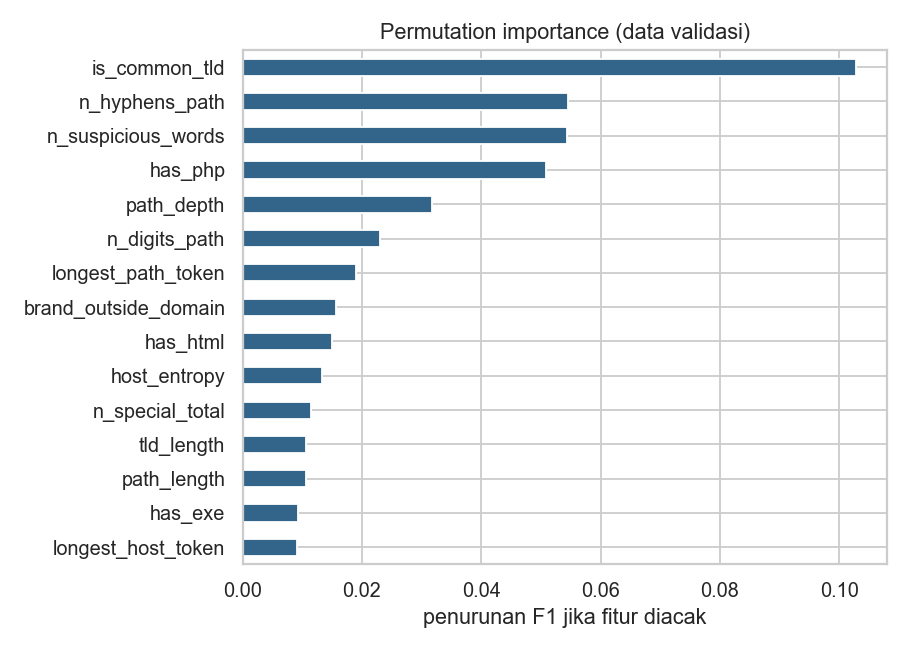 Permutation importance (data validasi)
is_common_tld
n_hyphens_path
n_suspicious_words
has_php
path_depth
n_digits_path
longest_path_token
brand_outside_domain
has_html
host_entropy
n_special_total
tld_length
path_length
has_exe
longest_host_token
0.00 0.02 0.04 0.06 0.08 0.10
penurunan F1 jika fitur diacak